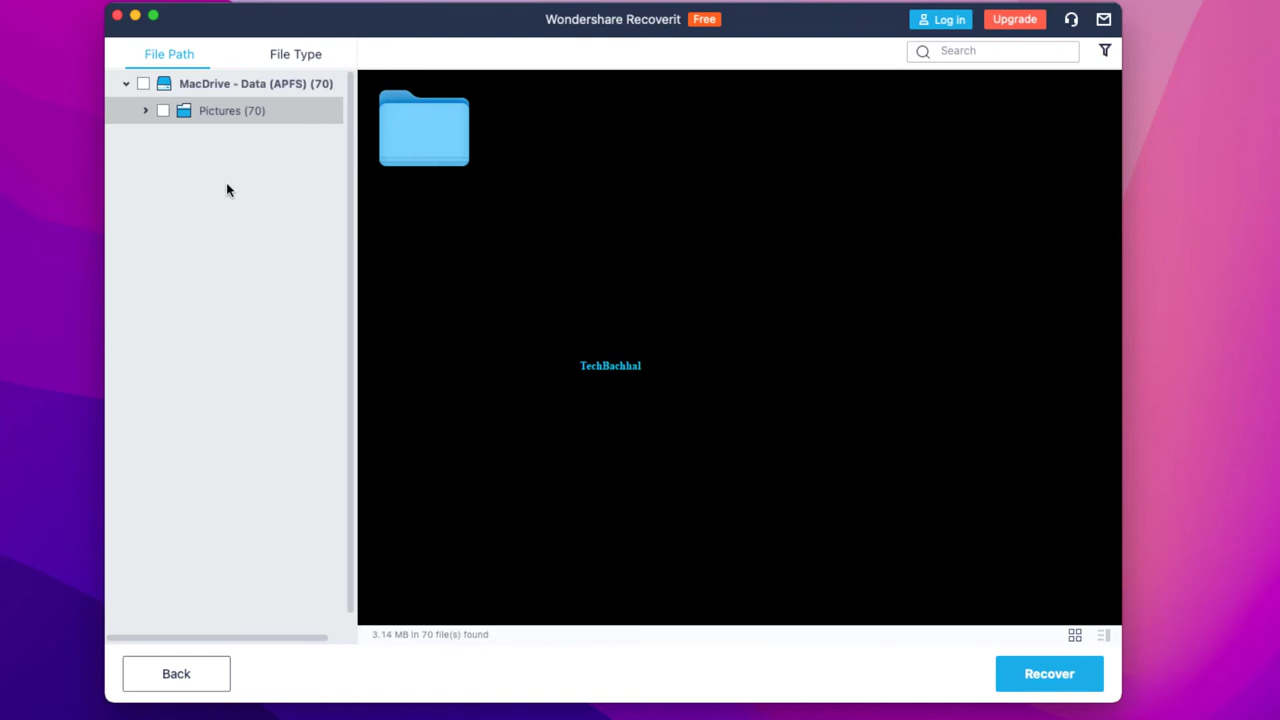 Wondershare Recoverit Free
Log in
Upgrade
File Path
File Type
Search
MacDrive - Data (APFS) (70)
Pictures (70)
TechBachhal
3.14 MB in 70 file(s) found
Back
Recover